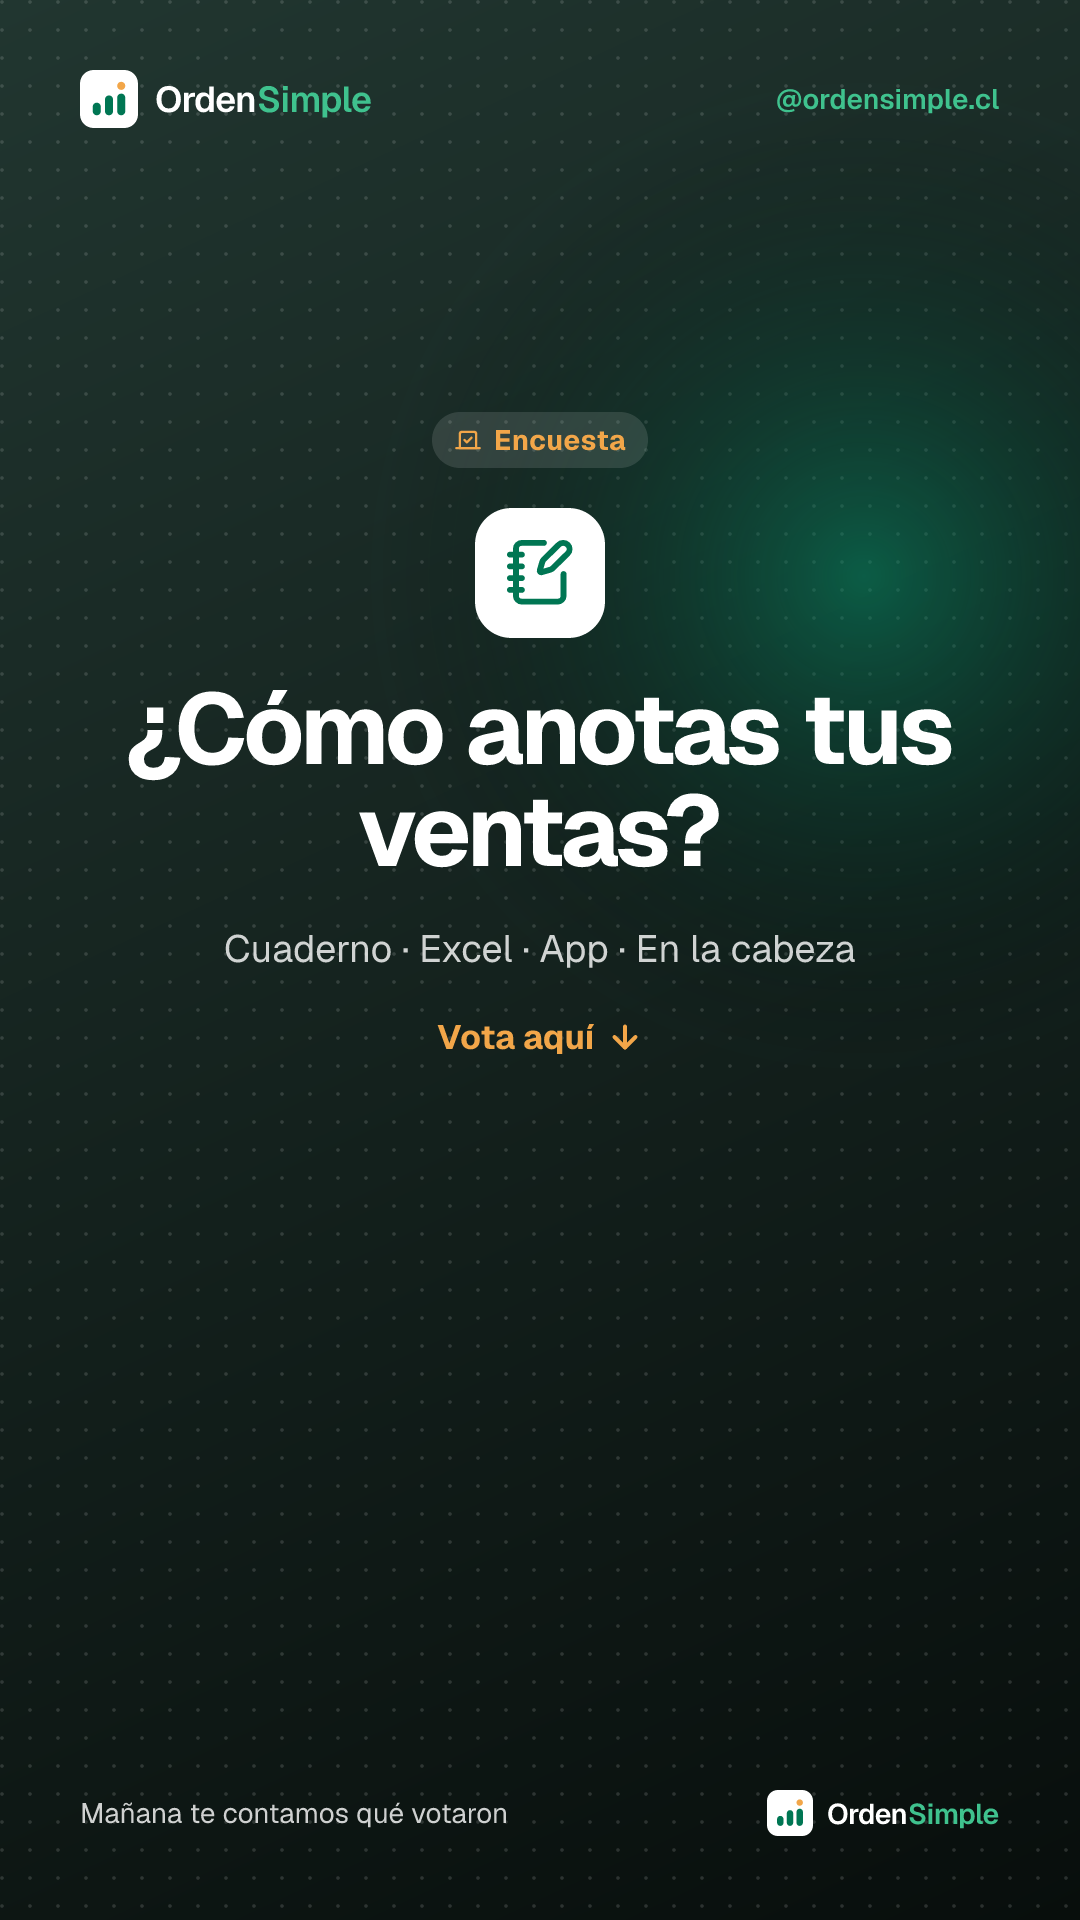 OrdenSimple
@ordensimple.cl
Encuesta
¿Cómo anotas tus
ventas?
Cuaderno · Excel · App · En la cabeza
Vota aquí ↓
Mañana te contamos qué votaron
OrdenSimple